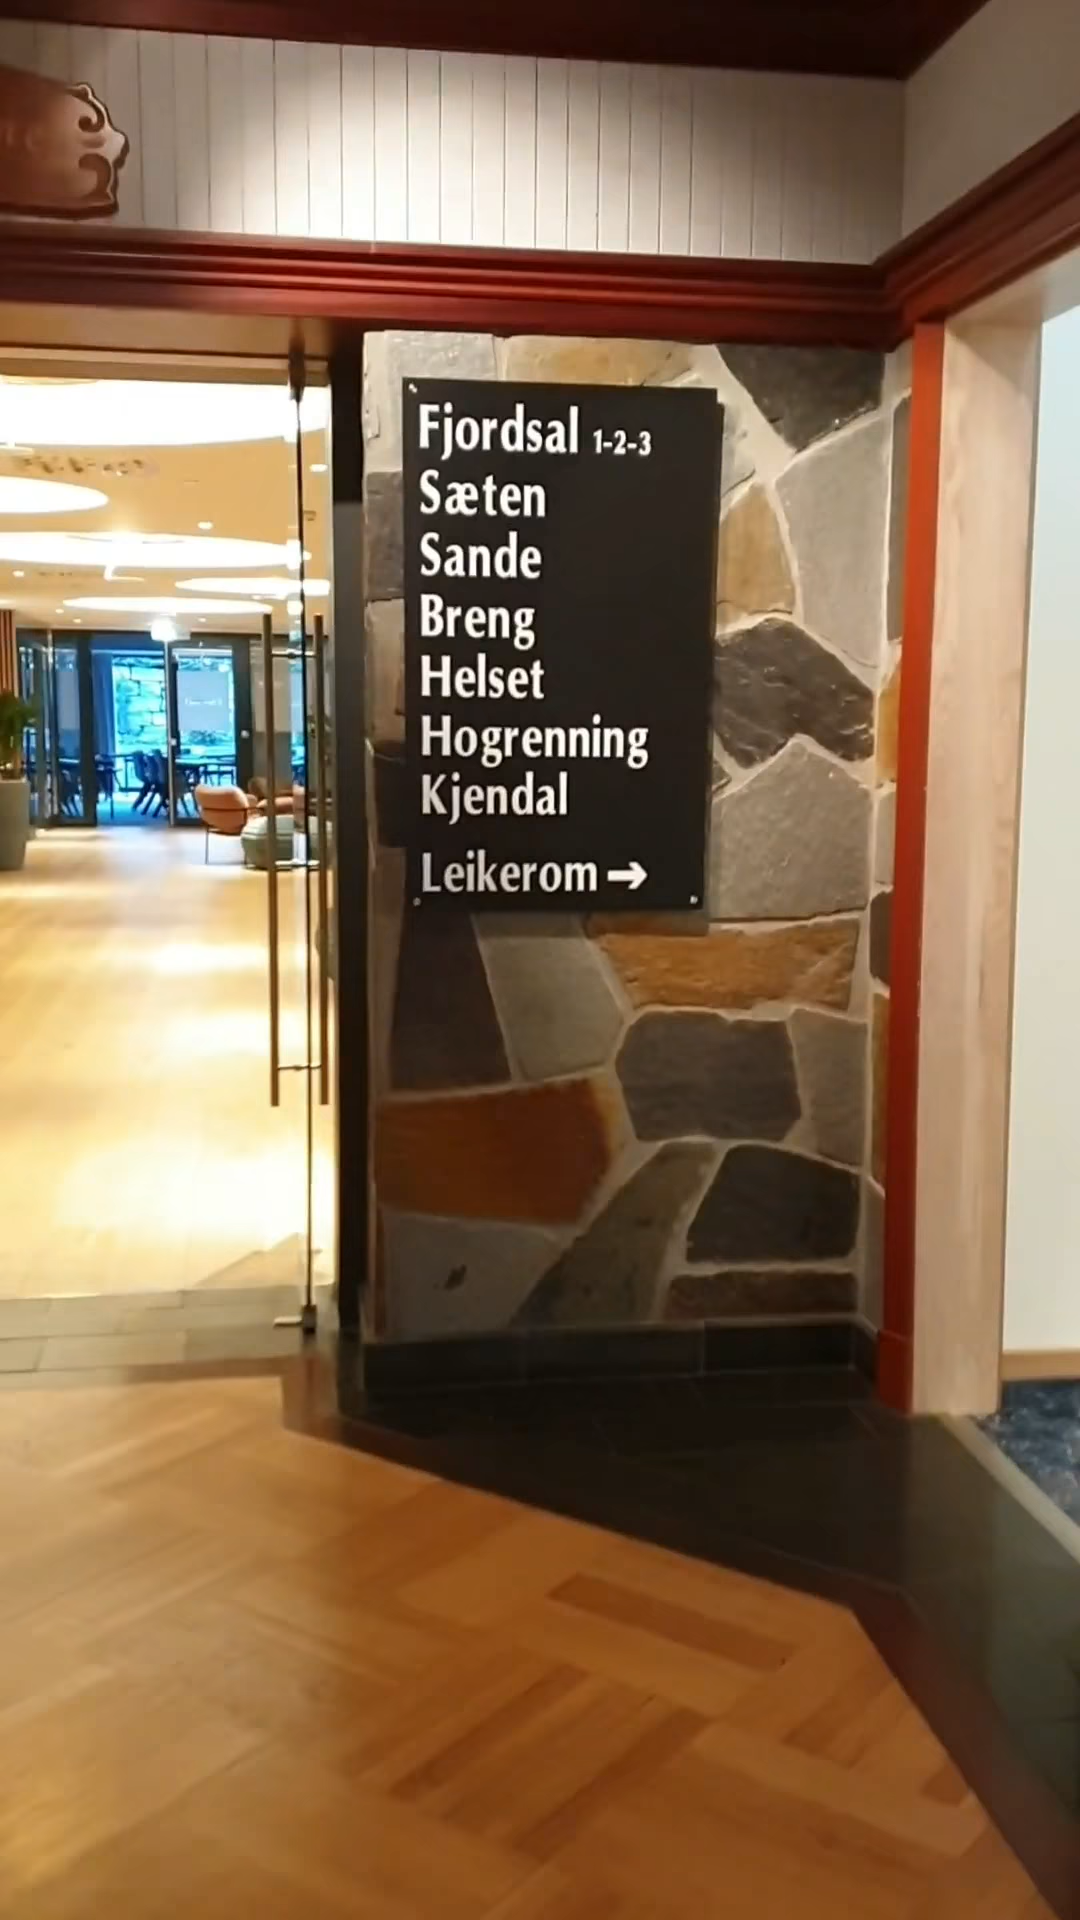 Fjordsal 1-2-3
Sæten
Sande
Breng
Helset
Hogrenning
Kjendal
Leikerom →